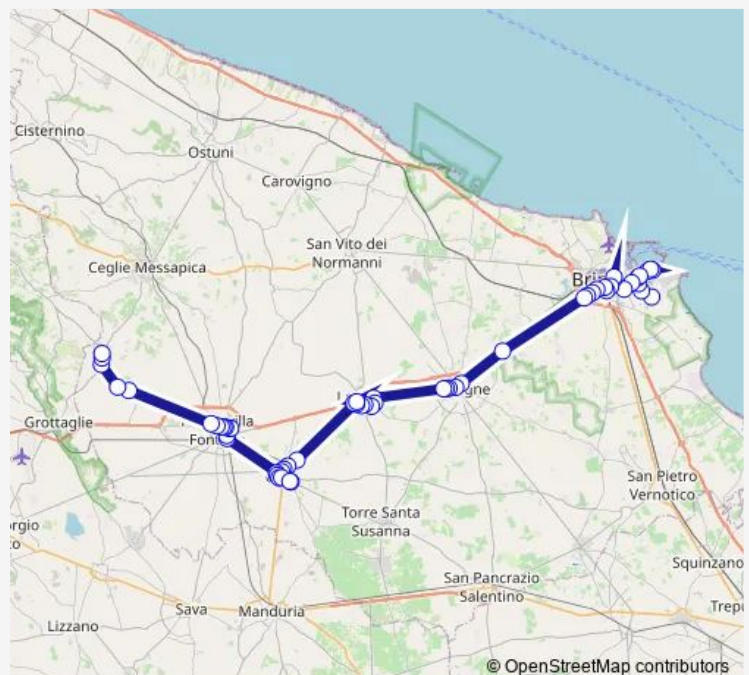 Cisternino
Ostuni
Carovigno
San Vito dei
Normanni
Ceglie Messapica
Grottaglie
San Pietro
Vernotico
Torre Santa
Susanna
Squinzano
San Pancrazio
Salentino
Sava
Manduria
Lizzano
© OpenStreetMap contributors